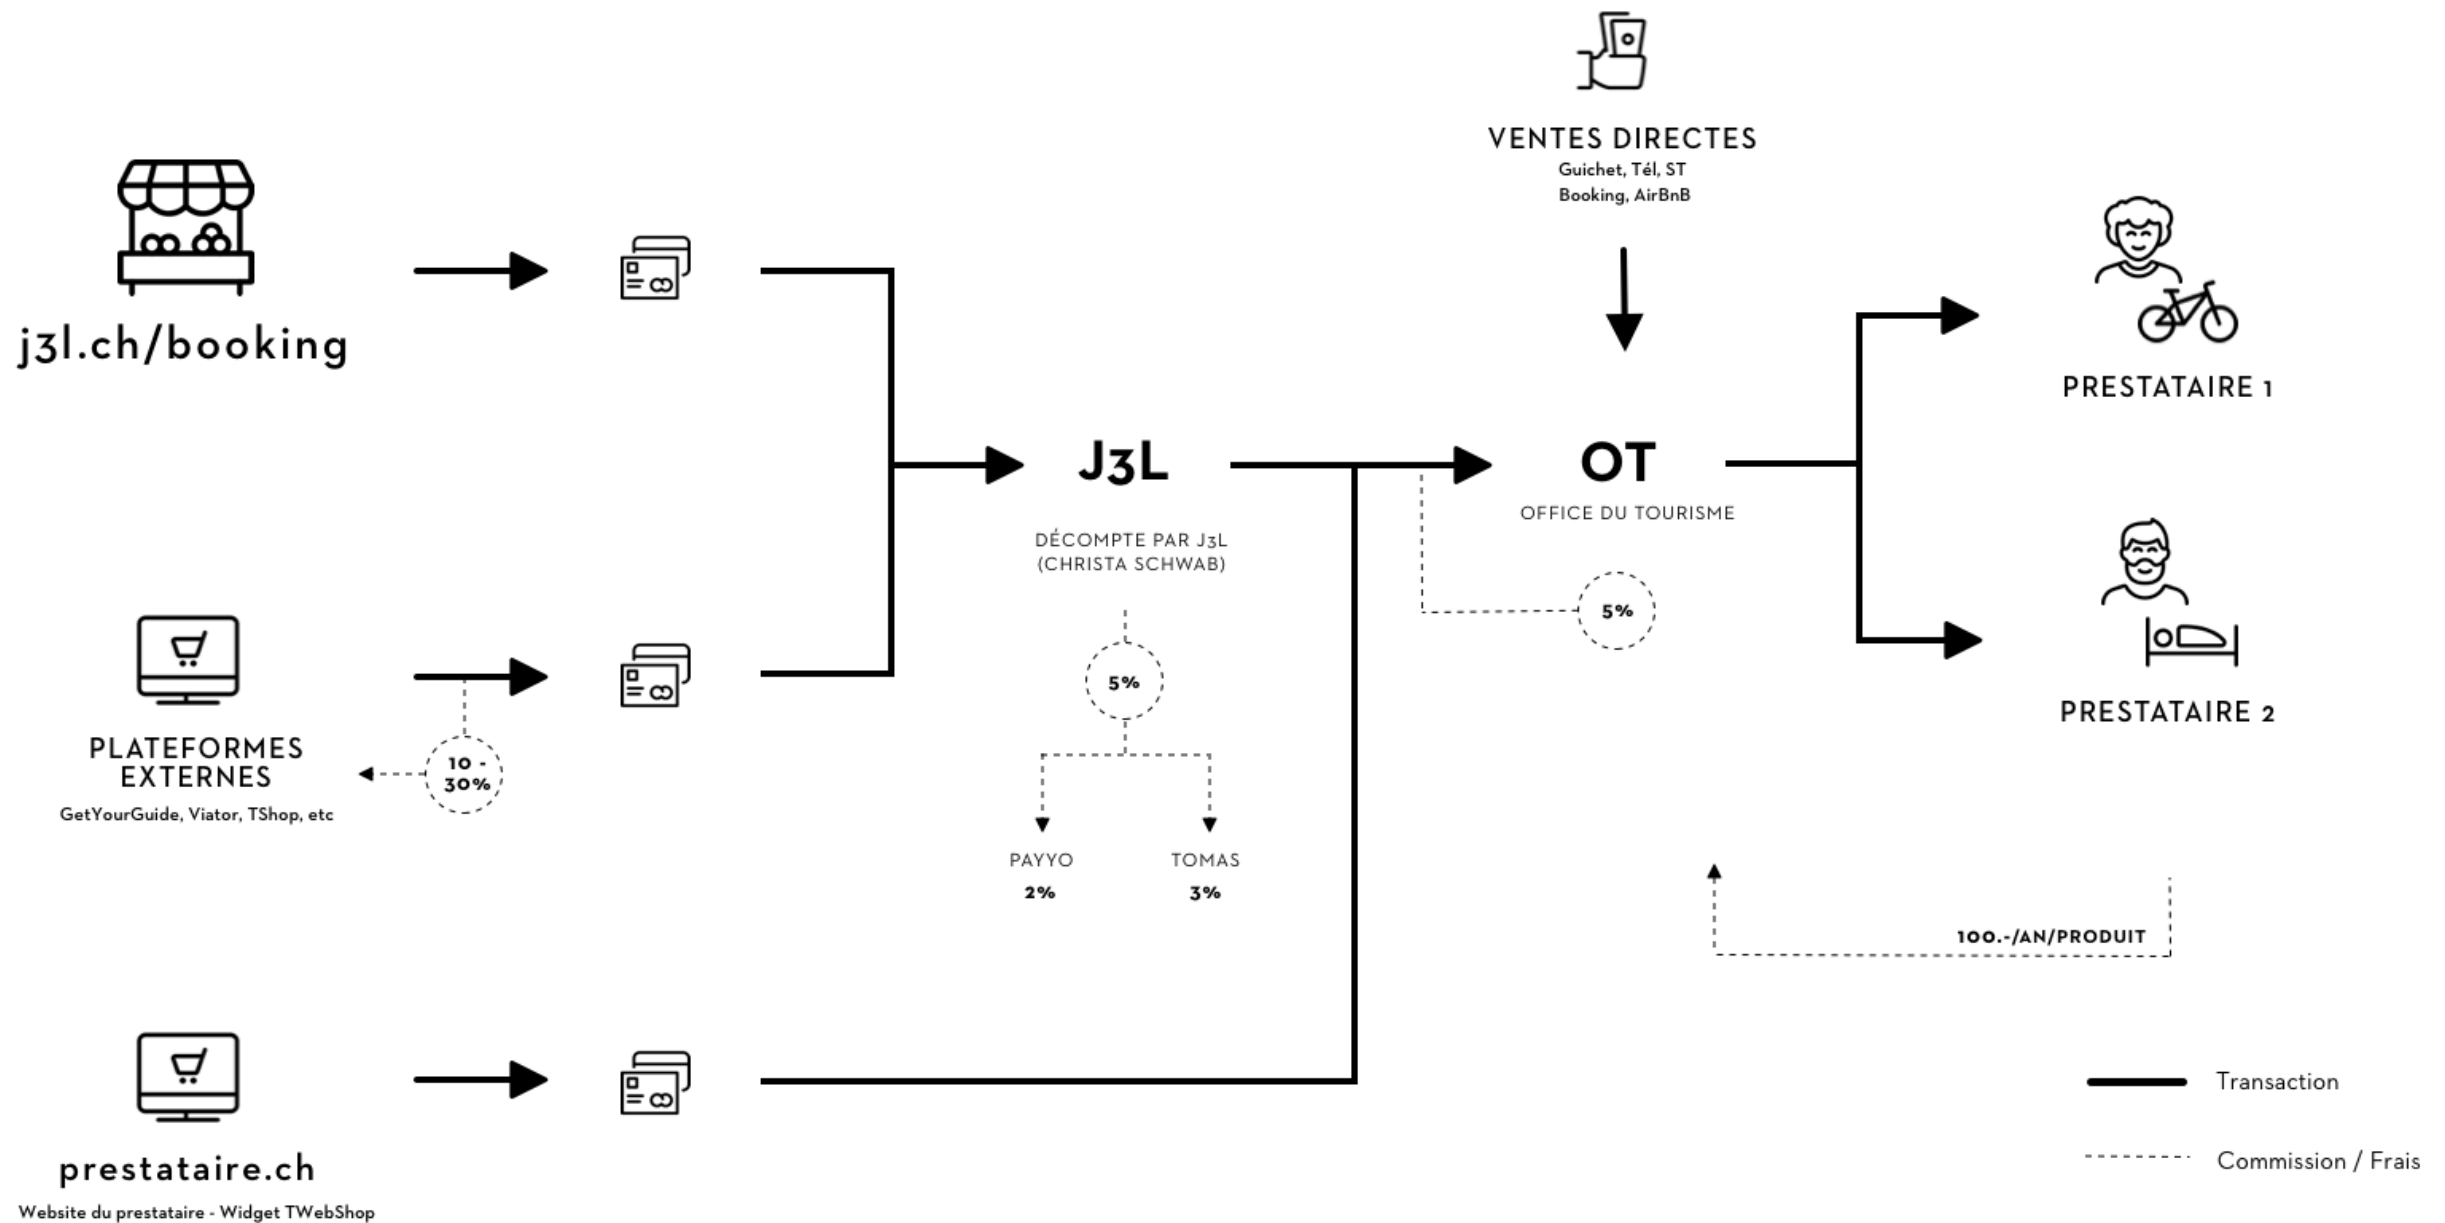 VENTES DIRECTES
Guichet, Tél, ST
Booking, AirBnB
j3l.ch/booking
PRESTATAIRE 1
J3L
OT
OFFICE DU TOURISME
DÉCOMPTE PAR J3L
(CHRISTA SCHWAB)
5%
5%
PLATEFORMES
EXTERNES
GetYourGuide, Viator, TShop, etc
10 -
30%
PRESTATAIRE 2
PAYYO
2%
TOMAS
3%
100.-/AN/PRODUIT
prestataire.ch
Website du prestataire - Widget TWebShop
Transaction
Commission / Frais